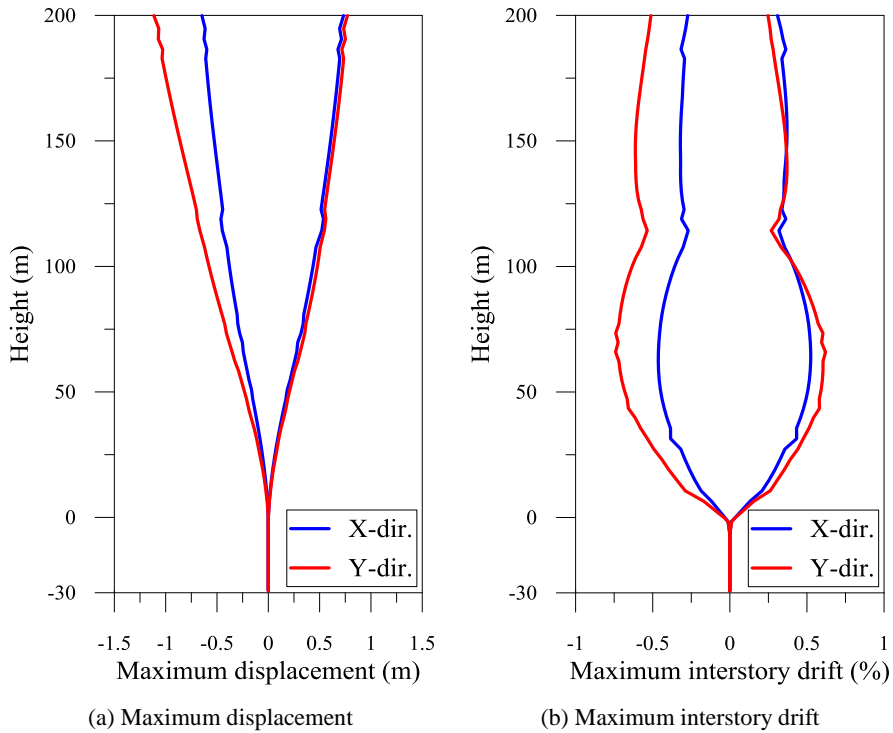 200
150
100
50
0
-30
Height (m)
X-dir.
Y-dir.
-1.5 -1 -0.5 0 0.5 1 1.5
Maximum displacement (m)
(a) Maximum displacement
200
150
100
50
0
-30
Height (m)
X-dir.
Y-dir.
-1 -0.5 0 0.5 1
Maximum interstory drift (%)
(b) Maximum interstory drift